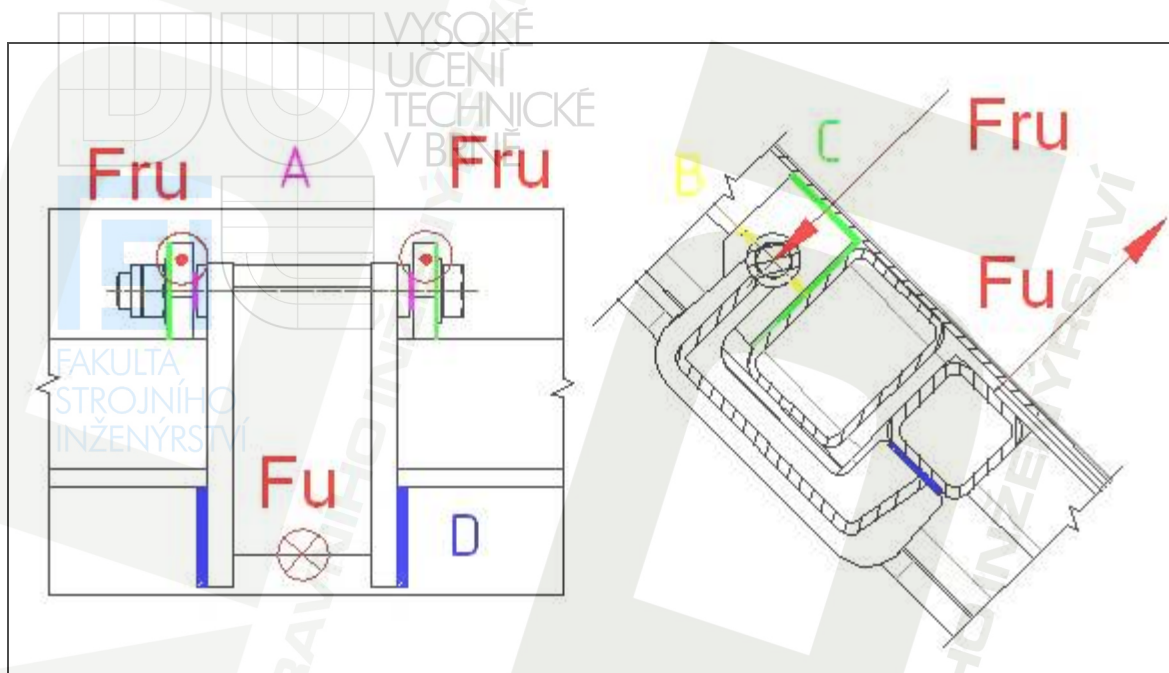 VYSOKÉ
UČENÍ
TECHNICKÉ
V BRNĚ
Fru
A
Fru
B
C
Fru
Fu
FAKULTA
STROJNÍHO
INŽENÝRSTVÍ
Fu
D